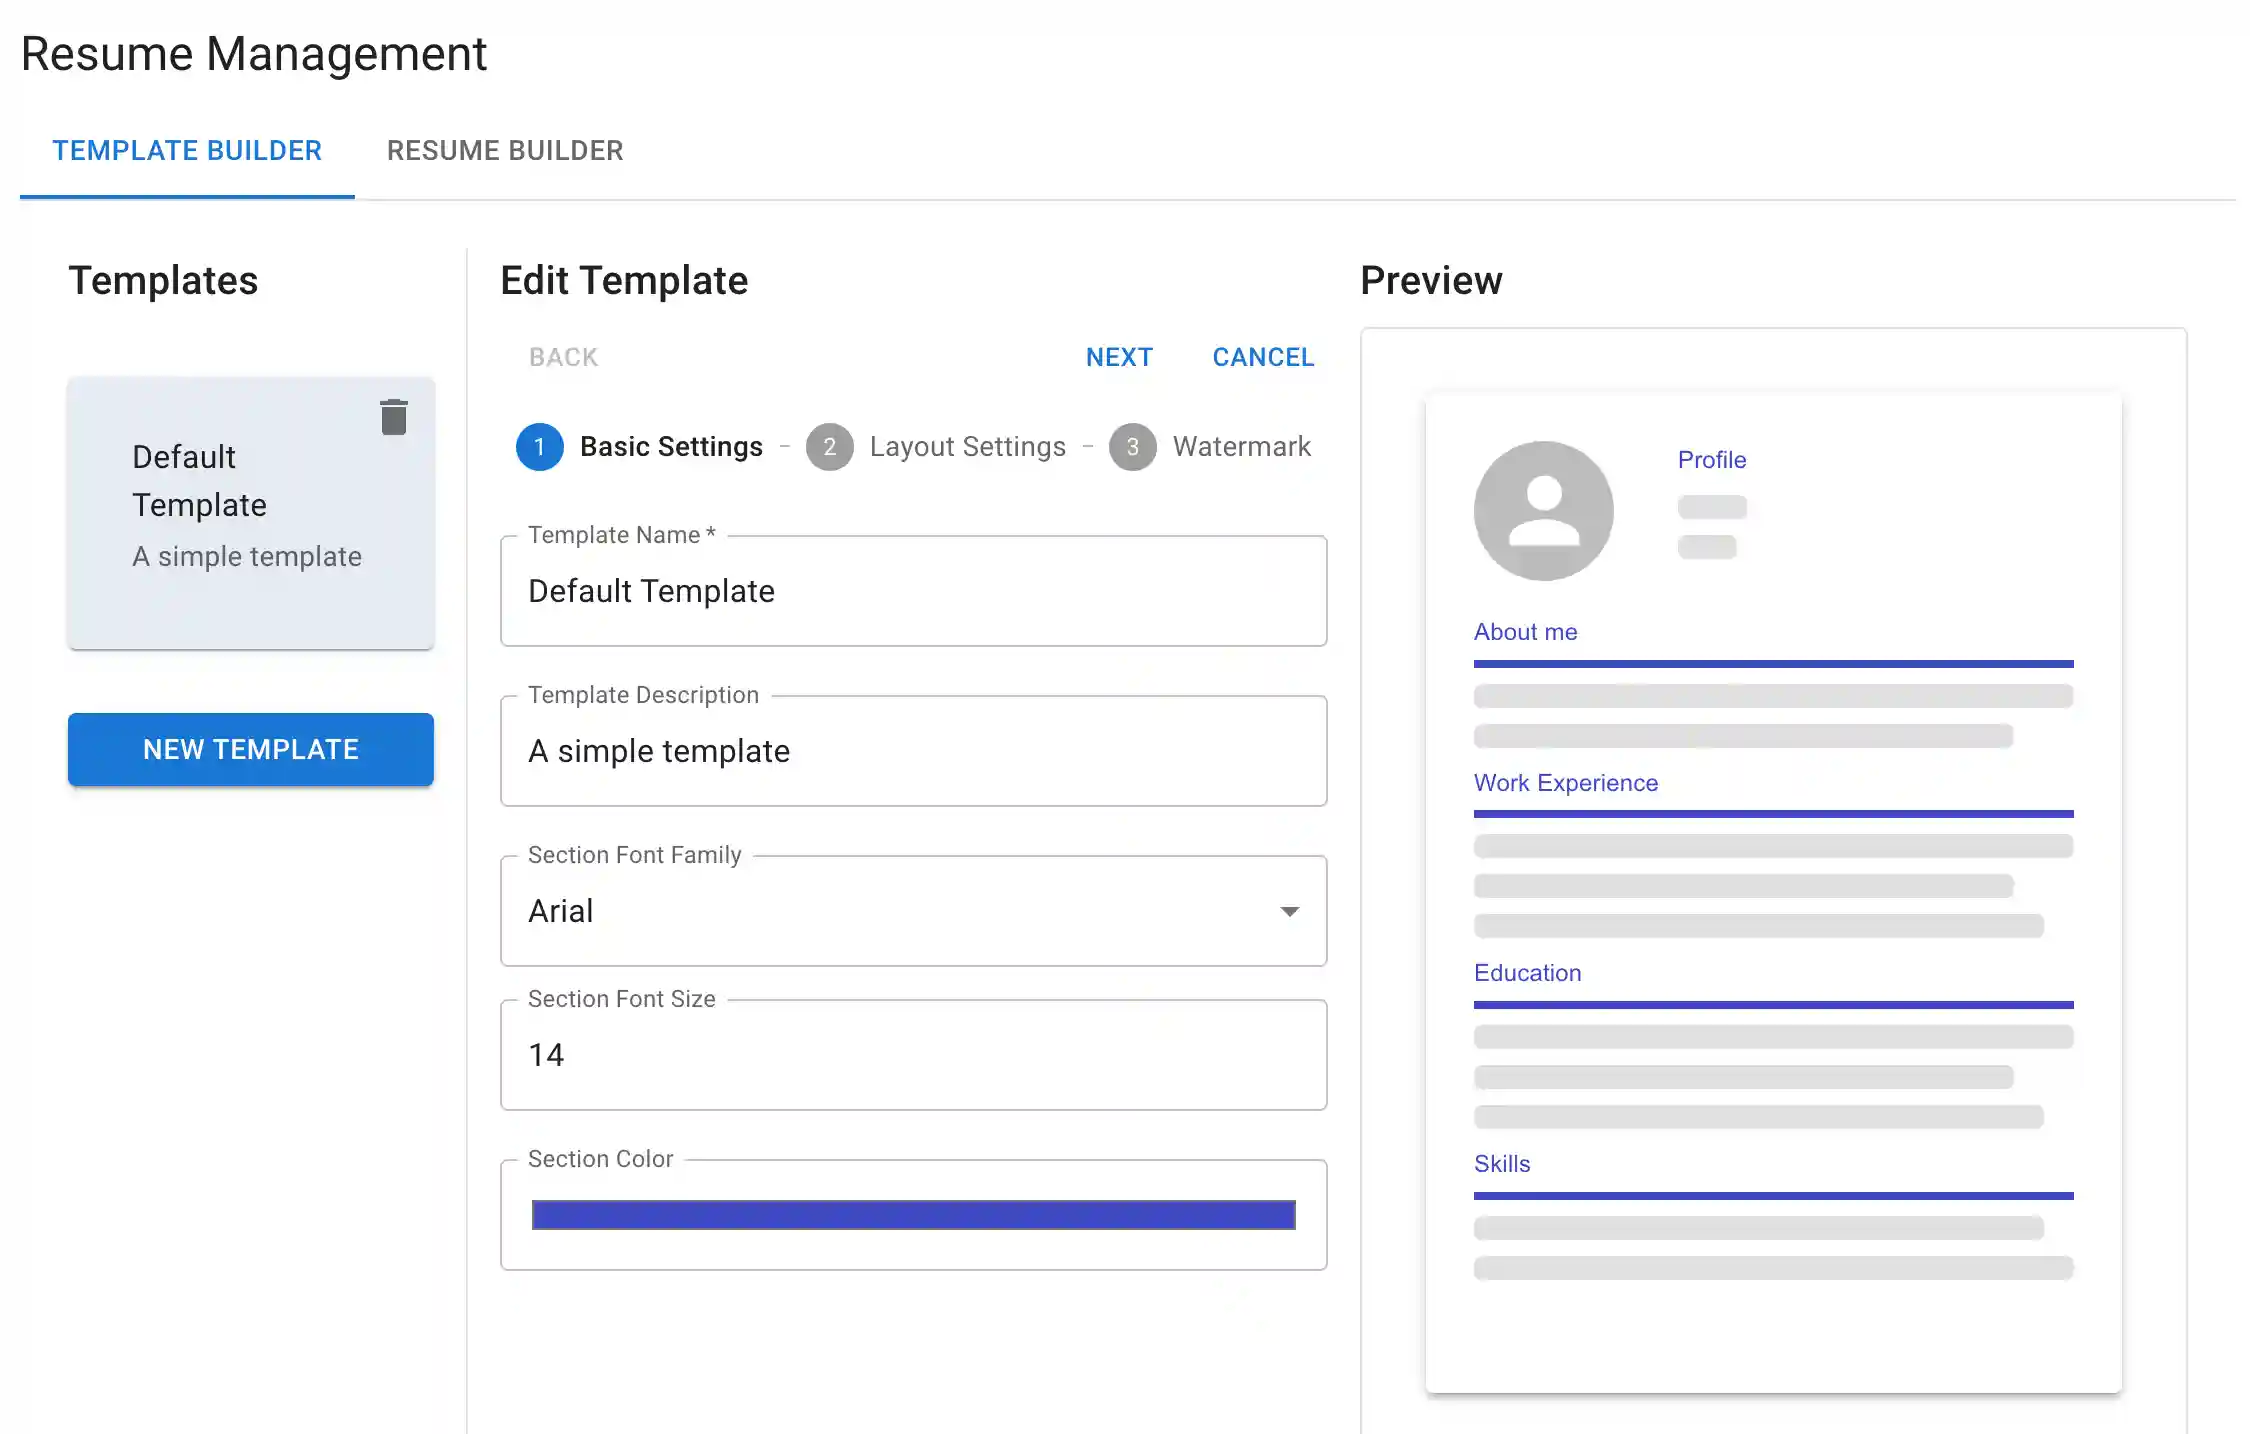 Resume Management
TEMPLATE BUILDER
RESUME BUILDER
Templates
Default
Template
A simple template
NEW TEMPLATE
Edit Template
BACK
NEXT
CANCEL
1 Basic Settings
2 Layout Settings
3 Watermark
Template Name *
Default Template
Template Description
A simple template
Section Font Family
Arial
Section Font Size
14
Section Color
Preview
Profile
About me
Work Experience
Education
Skills